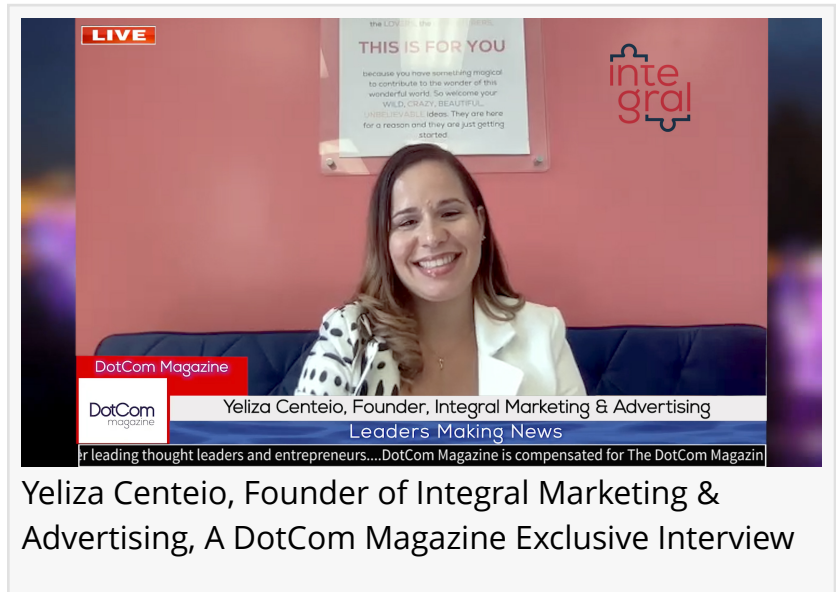 LIVE
the
THIS IS FOR YOU
because you have something magical
to contribute to the wonder of this
wonderful world. So welcome your
WILD, CRAZY, BEAUTIFUL,
UNBELIEVABLE ideas. They are here
for a reason and they are just getting
started.
inte
gral
DotCom Magazine
DotCom
magazine
Yeliza Centeio, Founder, Integral Marketing & Advertising
Leaders Making News
er leading thought leaders and entrepreneurs....DotCom Magazine is compensated for The DotCom Magazin
Yeliza Centeio, Founder of Integral Marketing &
Advertising, A DotCom Magazine Exclusive Interview